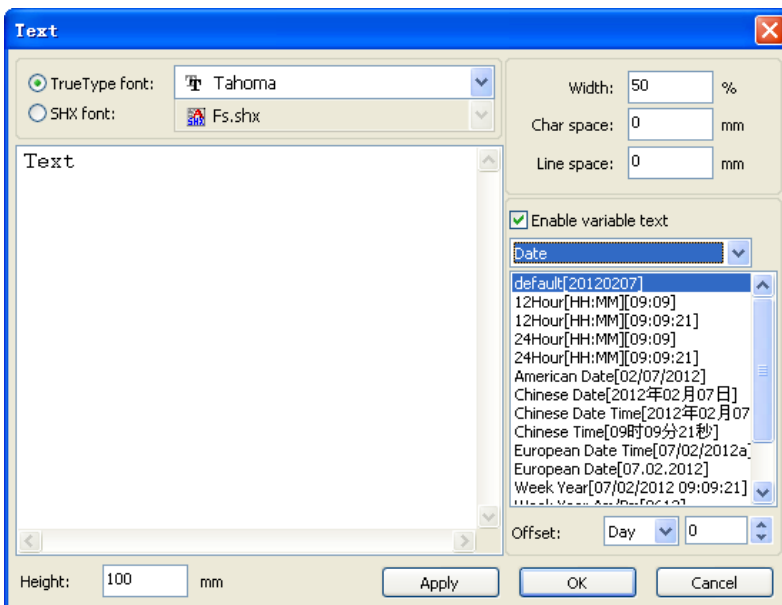 Text
TrueType font: Tahoma
SHX font: Fs.shx
Text
Width: 50 %
Char space: 0 mm
Line space: 0 mm
Enable variable text
Date
default[20120207]
12Hour[HH:MM][09:09]
12Hour[HH:MM][09:09:21]
24Hour[HH:MM][09:09]
24Hour[HH:MM][09:09:21]
American Date[02/07/2012]
Chinese Date[2012年02月07日]
Chinese Date Time[2012年02月07
Chinese Time[09时09分21秒]
European Date Time[07/02/2012a]
European Date[07.02.2012]
Week Year[07/02/2012 09:09:21]
Offset: Day 0
Height: 100 mm Apply OK Cancel